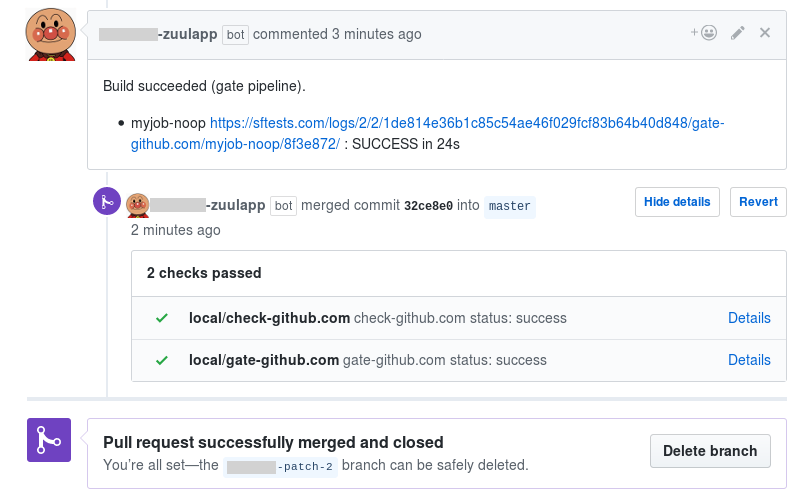 -zuulapp bot commented 3 minutes ago
Build succeeded (gate pipeline).
• myjob-noop https://sftests.com/logs/2/2/1de814e36b1c85c54ae46f029fcf83b64b40d848/gate-
github.com/myjob-noop/8f3e872/ : SUCCESS in 24s
-zuulapp bot merged commit 32ce8e0 into master
Hide details
Revert
2 minutes ago
2 checks passed
local/check-github.com check-github.com status: success Details
local/gate-github.com gate-github.com status: success Details
Pull request successfully merged and closed
You’re all set—the -patch-2 branch can be safely deleted.
Delete branch